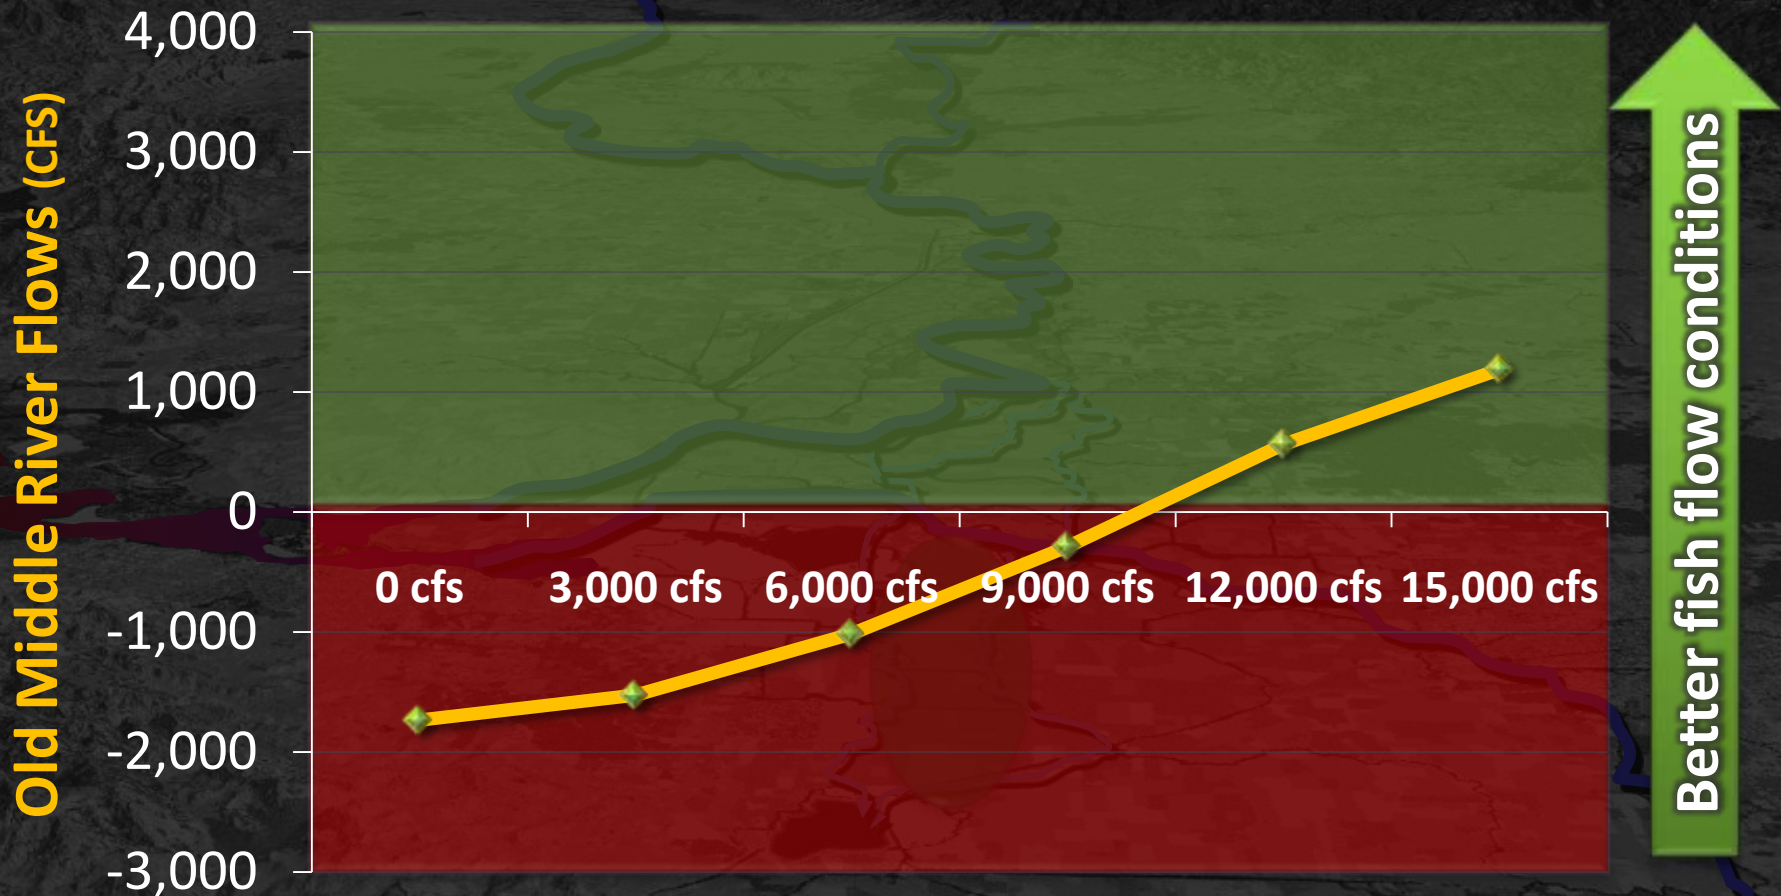 Old Middle River Flows (CFS)
4,000
3,000
2,000
1,000
0
-1,000
-2,000
-3,000
0 cfs
3,000 cfs
6,000 cfs
9,000 cfs
12,000 cfs
15,000 cfs
Better fish flow conditions